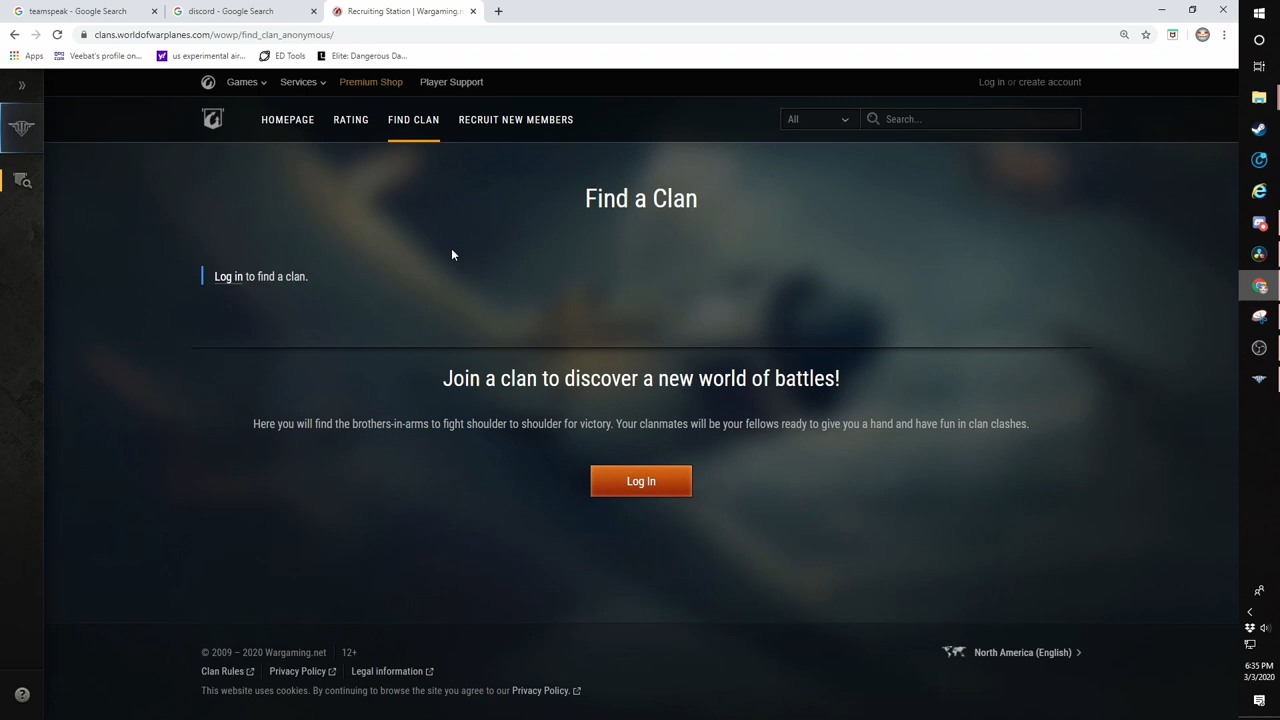 teamspeak - Google Search
discord - Google Search
Recruiting Station | Wargaming.n
clans.worldofwarplanes.com/wowp/find_clan_anonymous/
Apps
Veebat's profile on...
us experimental air...
ED Tools
Elite: Dangerous Da...
Games
Services
Premium Shop
Player Support
Log in or create account
HOMEPAGE
RATING
FIND CLAN
RECRUIT NEW MEMBERS
All
Search...
Find a Clan
Log in to find a clan.
Join a clan to discover a new world of battles!
Here you will find the brothers-in-arms to fight shoulder to shoulder for victory. Your clanmates will be your fellows ready to give you a hand and have fun in clan clashes.
Log In
© 2009 – 2020 Wargaming.net
12+
Clan Rules
Privacy Policy
Legal information
This website uses cookies. By continuing to browse the site you agree to our Privacy Policy.
North America (English)
6:35 PM
3/3/2020